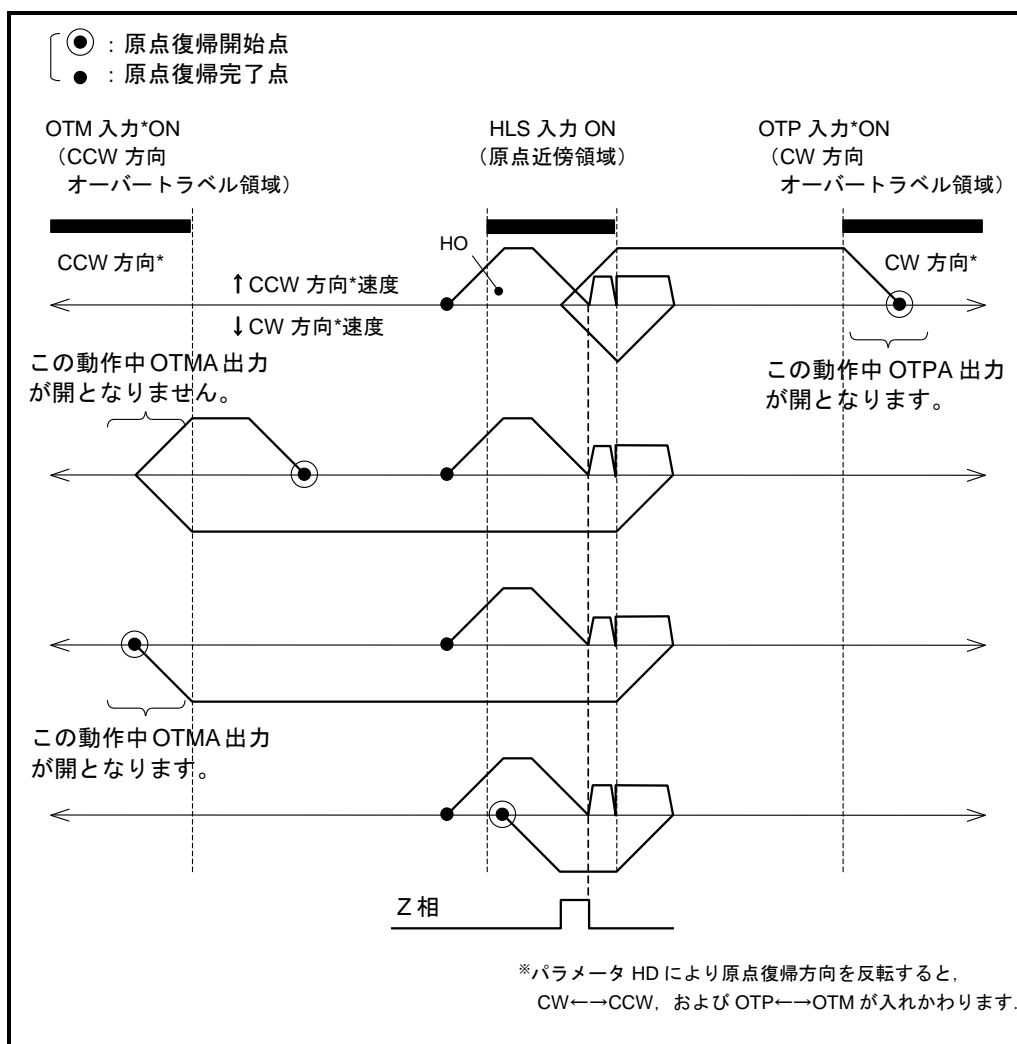 ◉ : 原点復帰開始点
● : 原点復帰完了点
OTM 入力*ON
（CCW 方向
オーバートラベル領域）
HLS 入力 ON
（原点近傍領域）
OTP 入力*ON
（CW 方向
オーバートラベル領域）
CCW 方向*
HO
CW 方向*
↑ CCW 方向*速度
↓ CW 方向*速度
この動作中 OTMA 出力
が開となりません。
この動作中 OTPA 出力
が開となります。
この動作中 OTMA 出力
が開となります。
Z 相
※パラメータ HD により原点復帰方向を反転すると，
CW←→CCW，および OTP←→OTM が入れかわります.